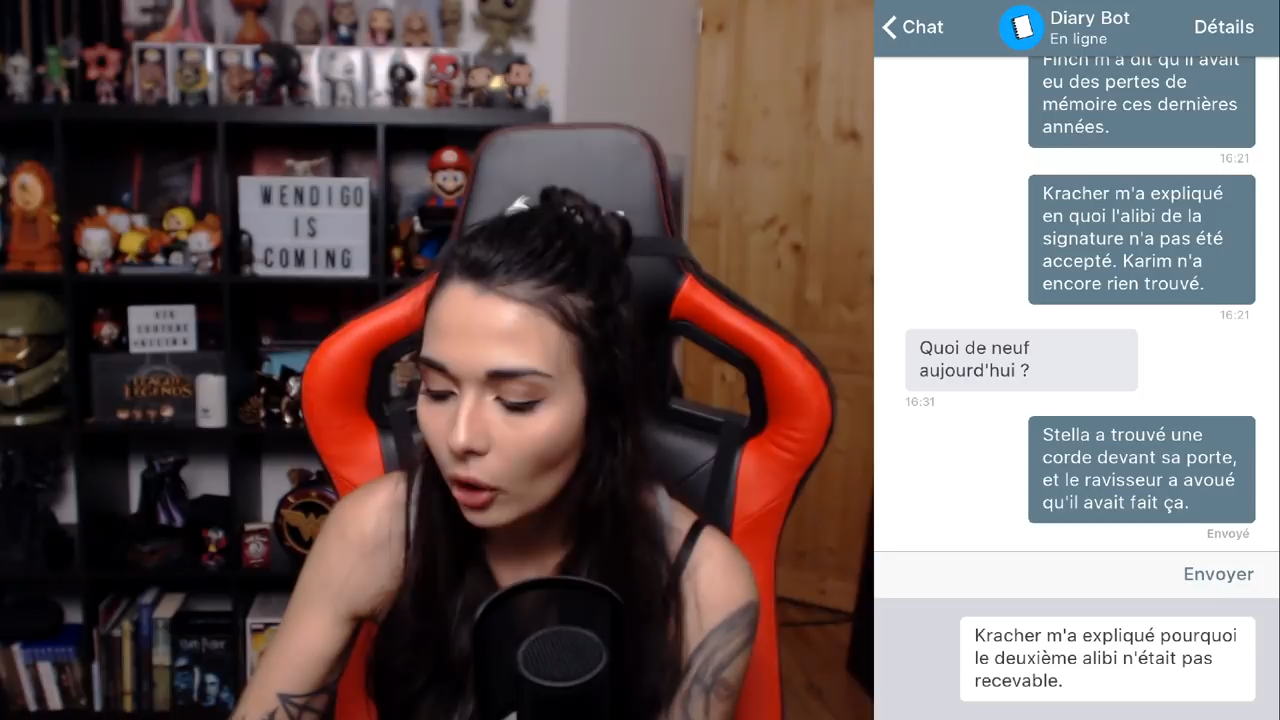 Chat
Diary Bot
En ligne
Détails
Finch m'a dit qu'il avait
eu des pertes de
mémoire ces dernières
années.
16:21
Kracher m'a expliqué
en quoi l'alibi de la
signature n'a pas été
accepté. Karim n'a
encore rien trouvé.
16:21
Quoi de neuf
aujourd'hui ?
16:31
Stella a trouvé une
corde devant sa porte,
et le ravisseur a avoué
qu'il avait fait ça.
Envoyé
Envoyer
Kracher m'a expliqué pourquoi
le deuxième alibi n'était pas
recevable.
WENDIGO
IS
COMING
LEAGUE OF
LEGENDS